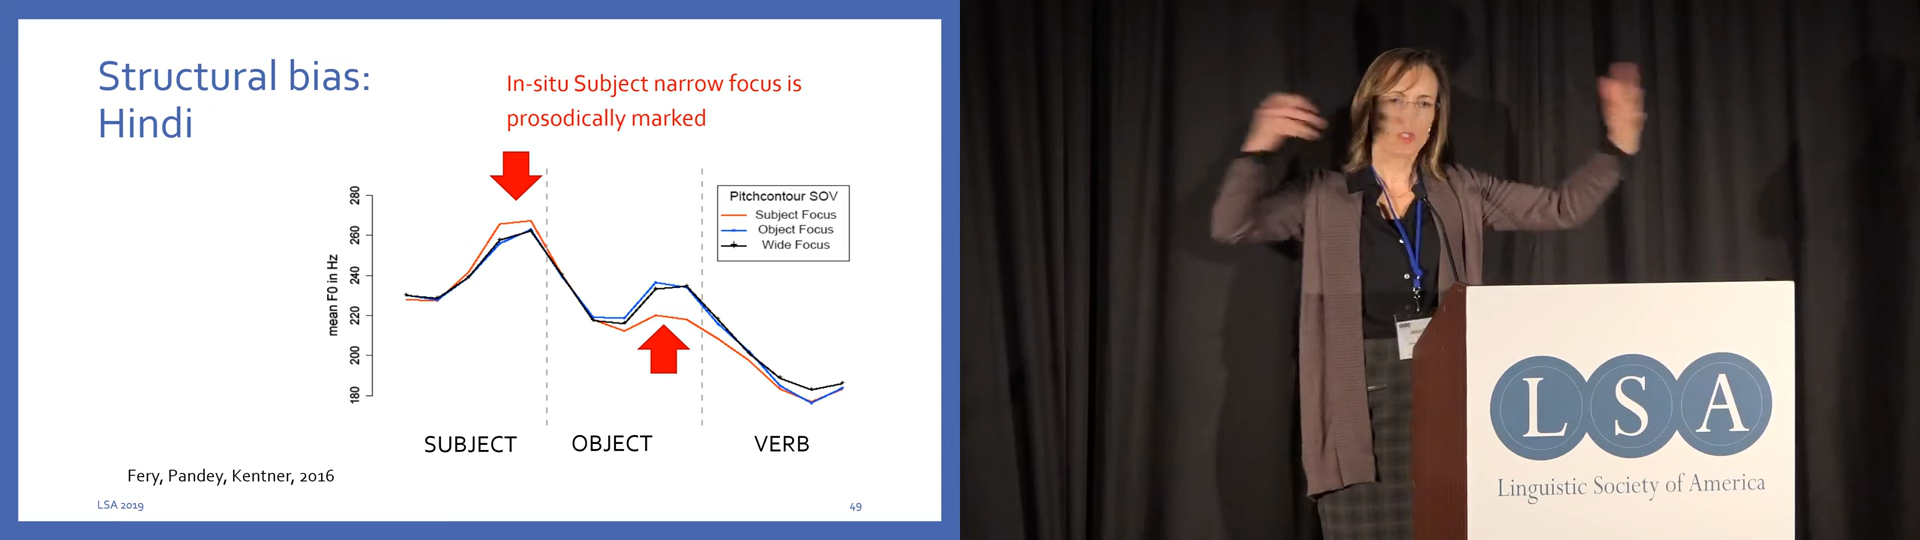 Structural bias:
Hindi
In-situ Subject narrow focus is
prosodically marked
Pitchcontour SOV
Subject Focus
Object Focus
Wide Focus
mean F0 in Hz
280
260
240
220
200
180
SUBJECT
OBJECT
VERB
Fery, Pandey, Kentner, 2016
LSA 2019
49
LSA
Linguistic Society of America